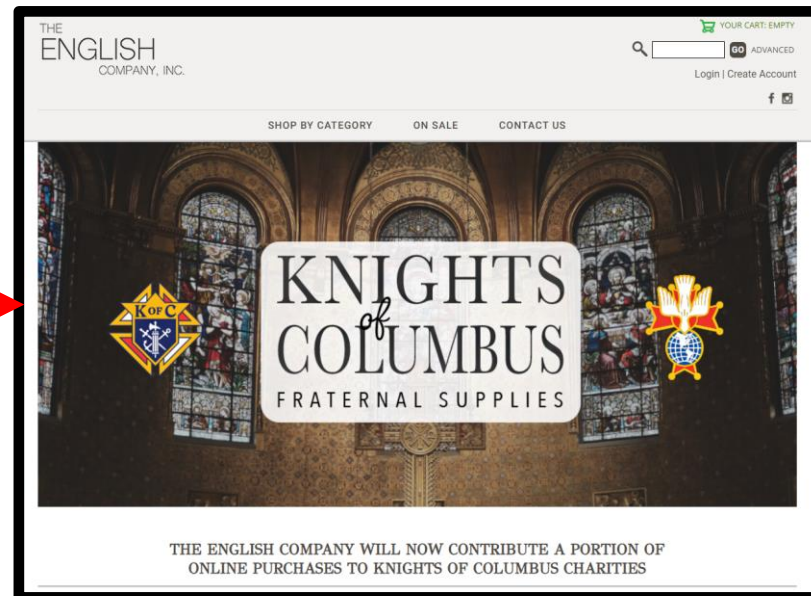 THE
ENGLISH
COMPANY, INC.
YOUR CART: EMPTY
GO ADVANCED
Login | Create Account
SHOP BY CATEGORY ON SALE CONTACT US
K OF C
KNIGHTS
of
COLUMBUS
FRATERNAL SUPPLIES
THE ENGLISH COMPANY WILL NOW CONTRIBUTE A PORTION OF
ONLINE PURCHASES TO KNIGHTS OF COLUMBUS CHARITIES